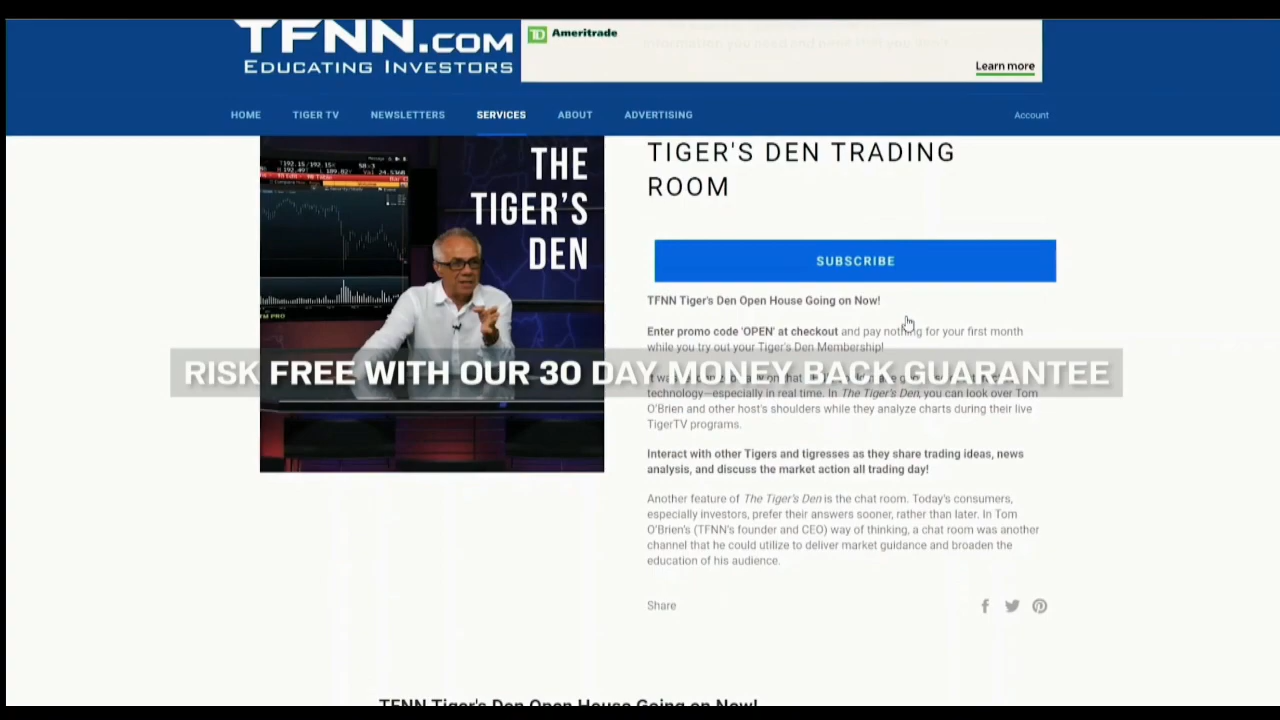 TFNN.COM
EDUCATING INVESTORS
Ameritrade
Learn more
HOME TIGER TV NEWSLETTERS SERVICES ABOUT ADVERTISING Account
THE
TIGER'S
DEN
TIGER'S DEN TRADING
ROOM
SUBSCRIBE
TFNN Tiger's Den Open House Going on Now!
Enter promo code 'OPEN' at checkout and pay nothing for your first month
while you try out your Tiger's Den Membership!
RISK FREE WITH OUR 30 DAY MONEY BACK GUARANTEE
technology—especially in real time. In The Tiger's Den, you can look over Tom
O'Brien and other host's shoulders while they analyze charts during their live
TigerTV programs.
Interact with other Tigers and tigresses as they share trading ideas, news
analysis, and discuss the market action all trading day!
Another feature of The Tiger's Den is the chat room. Today's consumers,
especially investors, prefer their answers sooner, rather than later. In Tom
O'Brien's (TFNN's founder and CEO) way of thinking, a chat room was another
channel that he could utilize to deliver market guidance and broaden the
education of his audience.
Share
TFNN Tiger's Den Open House Going on Now!